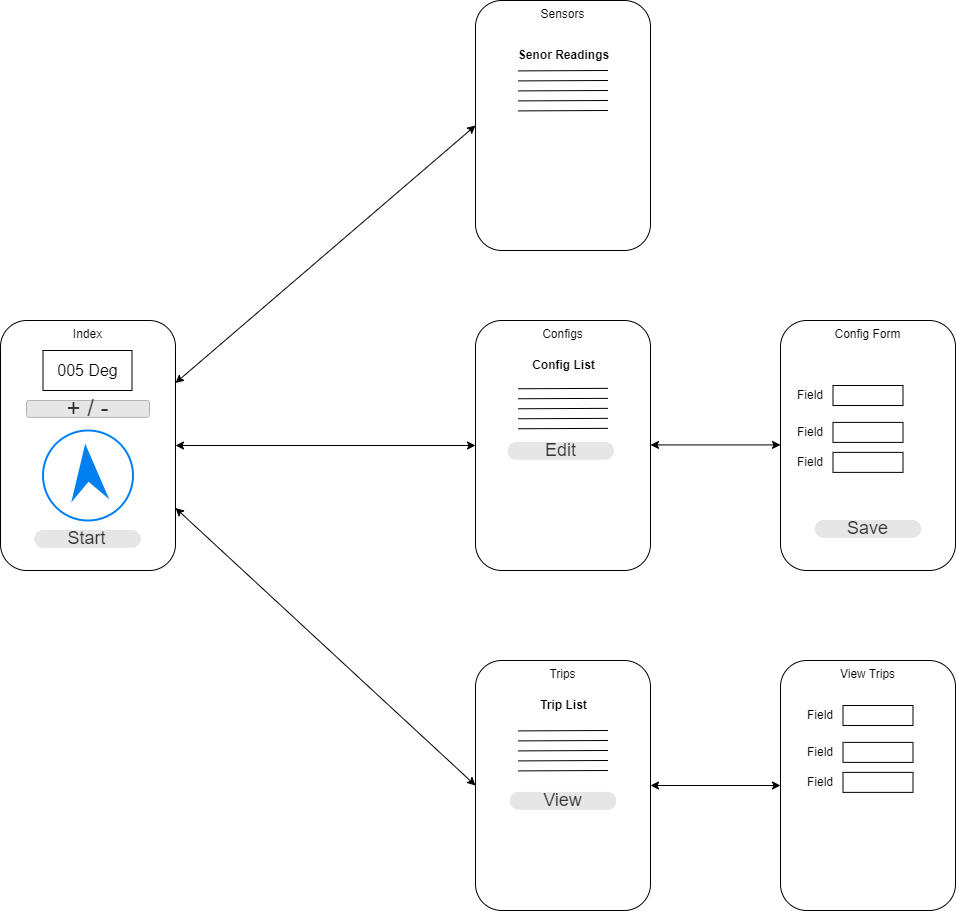 Sensors
Senor Readings
Index
005 Deg
+ / -
Start
Configs
Config List
Edit
Config Form
Field
Field
Field
Save
Trips
Trip List
View
View Trips
Field
Field
Field